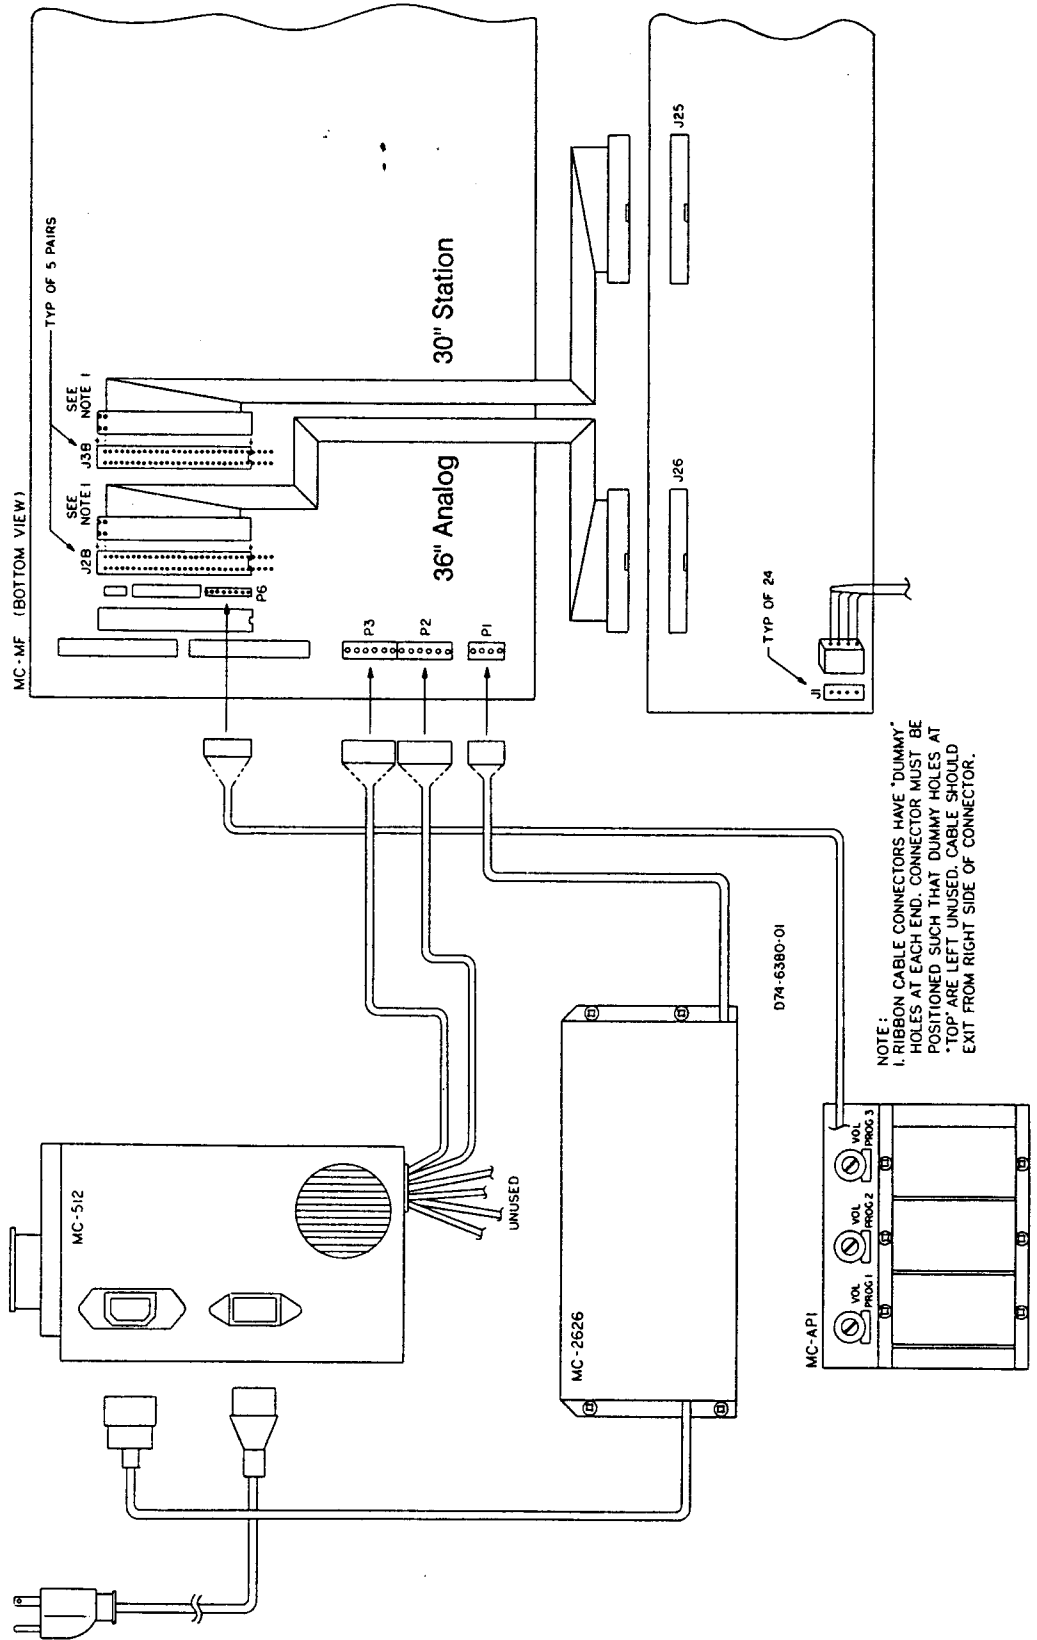 MC-MF (BOTTOM VIEW)
TYP OF 5 PAIRS
SEE
NOTE 1
J2B
SEE
NOTE 1
J3B
P6
P3
P2
P1
36" Analog
30" Station
J26
J25
TYP OF 24
J1
MC-512
UNUSED
MC-2626
D74-6380-01
MC-API
VOL
PROG 1
VOL
PROG 2
VOL
PROG 3
NOTE:
1. RIBBON CABLE CONNECTORS HAVE "DUMMY"
HOLES AT EACH END. CONNECTOR MUST BE
POSITIONED SUCH THAT DUMMY HOLES AT
"TOP" ARE LEFT UNUSED. CABLE SHOULD
EXIT FROM RIGHT SIDE OF CONNECTOR.